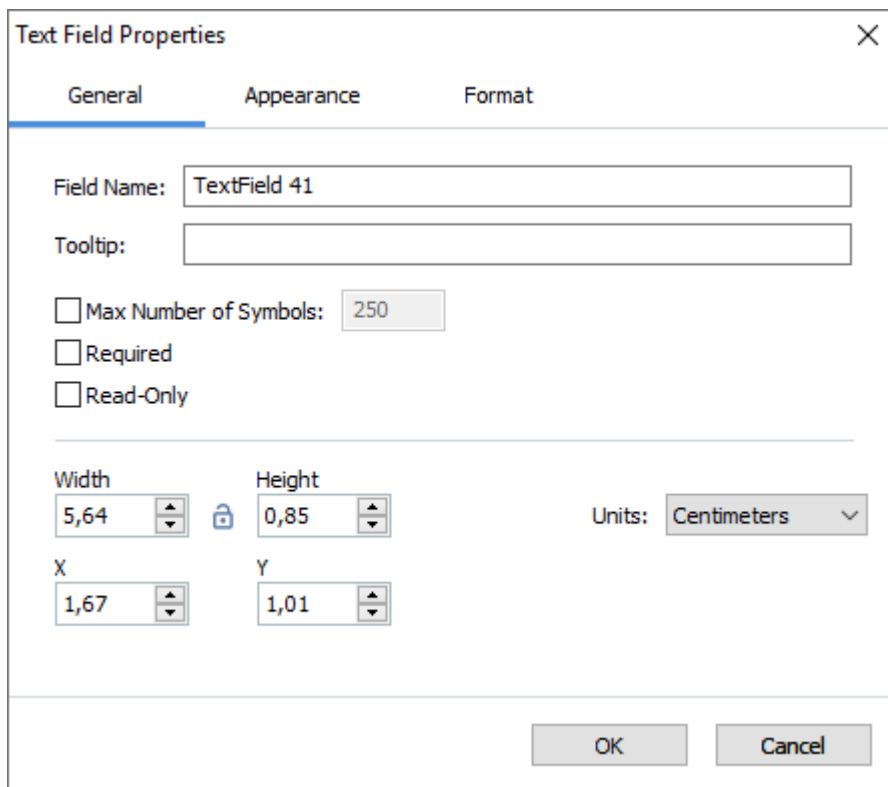 Text Field Properties
General Appearance Format
Field Name: TextField 41
Tooltip:
Max Number of Symbols: 250
Required
Read-Only
Width Height
5,64 0,85 Units: Centimeters
X Y
1,67 1,01
OK Cancel